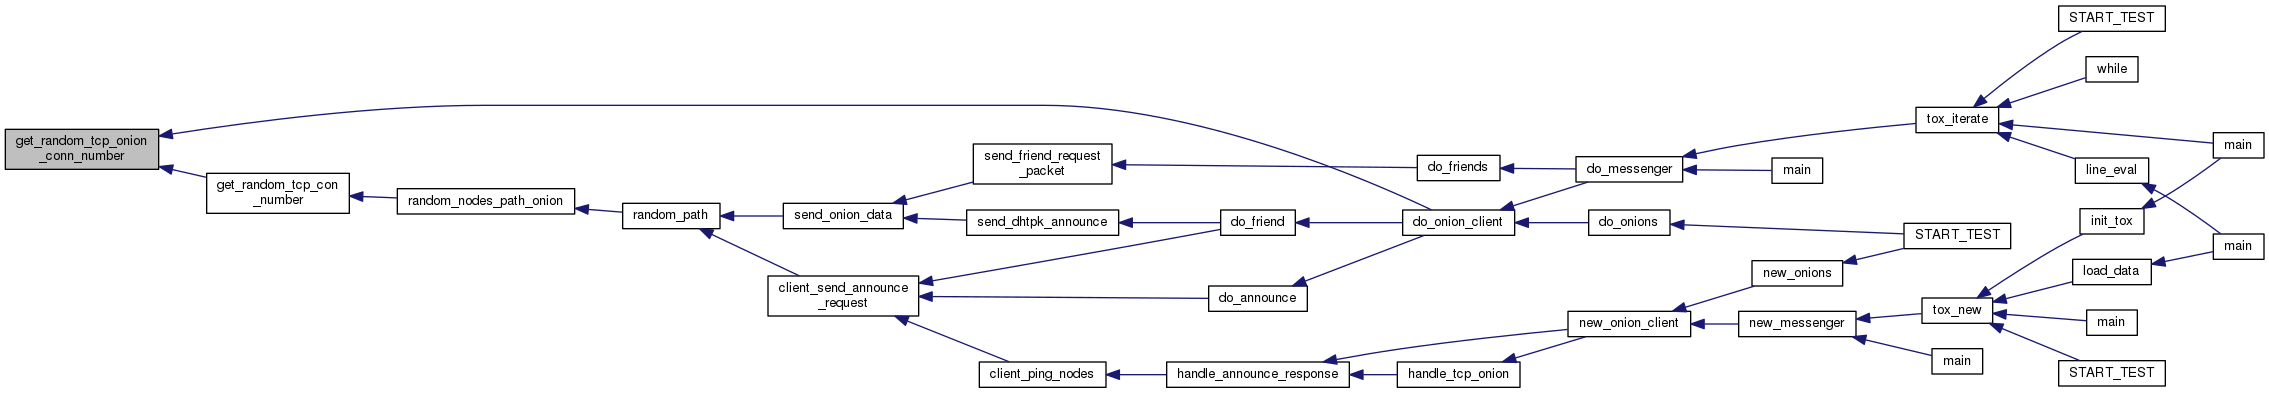 START_TEST
while
get_random_tcp_onion
_conn_number
tox_iterate
main
send_friend_request
_packet
do_friends
do_messenger
main
line_eval
get_random_tcp_con
_number
random_nodes_path_onion
random_path
send_onion_data
send_dhtpk_announce
do_friend
do_onion_client
do_onions
START_TEST
init_tox
main
new_onions
load_data
client_send_announce
_request
do_announce
new_onion_client
new_messenger
tox_new
main
main
client_ping_nodes
handle_announce_response
handle_tcp_onion
START_TEST